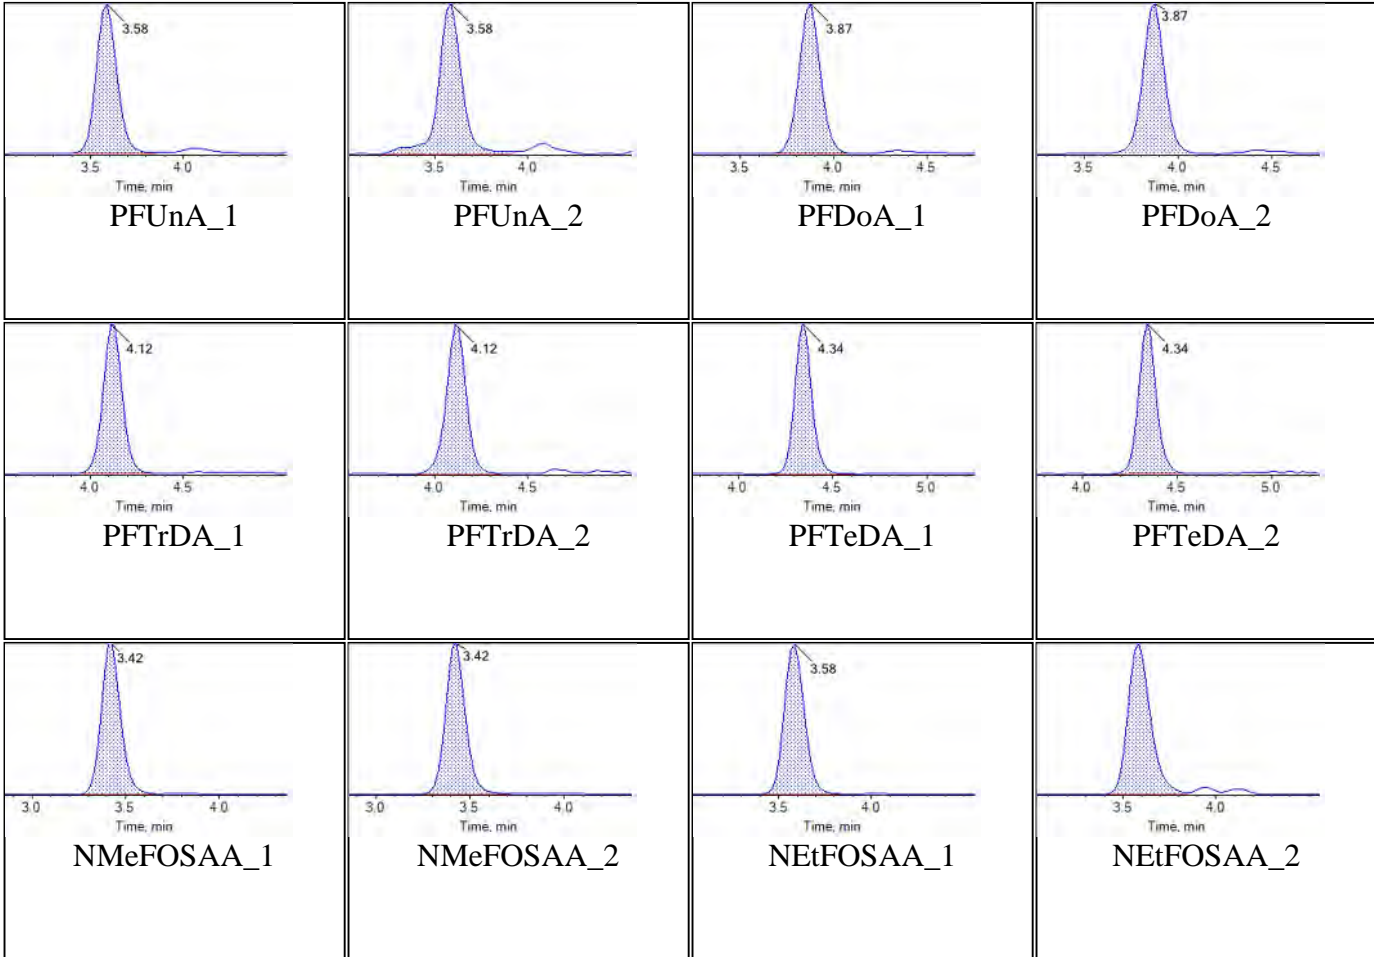 3.58
3.5 4.0
Time, min
PFUnA_1
3.58
3.5 4.0
Time, min
PFUnA_2
3.87
3.5 4.0 4.5
Time, min
PFDoA_1
3.87
3.5 4.0 4.5
Time, min
PFDoA_2
4.12
4.0 4.5
Time, min
PFTrDA_1
4.12
4.0 4.5
Time, min
PFTrDA_2
4.34
4.0 4.5 5.0
Time, min
PFTeDA_1
4.34
4.0 4.5 5.0
Time, min
PFTeDA_2
3.42
3.0 3.5 4.0
Time, min
NMeFOSAA_1
3.42
3.0 3.5 4.0
Time, min
NMeFOSAA_2
3.58
3.5 4.0
Time, min
NEtFOSAA_1
3.5 4.0
Time, min
NEtFOSAA_2